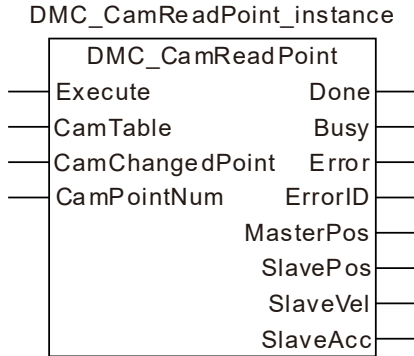 DMC_CamReadPoint_instance
DMC_CamReadPoint
Execute Done
CamTable Busy
CamChangedPoint Error
CamPointNum ErrorID
MasterPos
SlavePos
SlaveVel
SlaveAcc